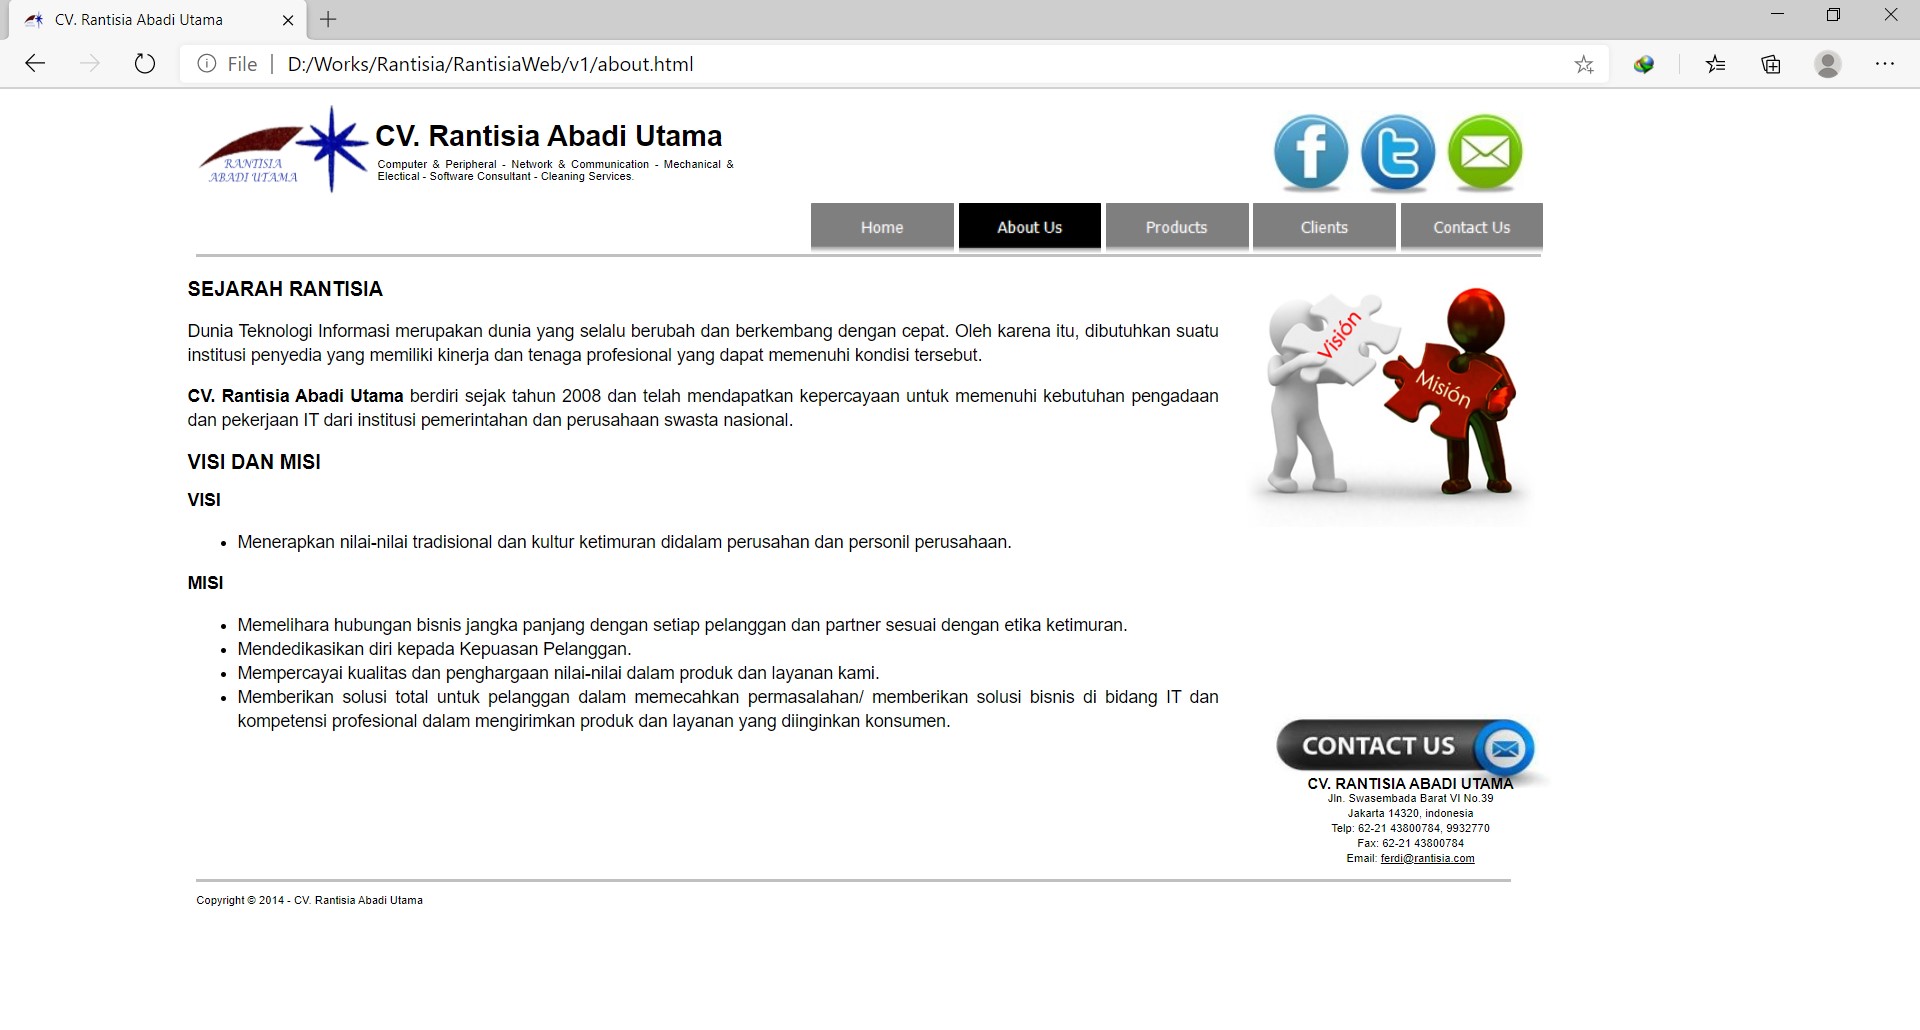 CV. Rantisia Abadi Utama
File | D:/Works/Rantisia/RantisiaWeb/v1/about.html
RANTISIA
ABADI UTAMA
CV. Rantisia Abadi Utama
Computer & Peripheral - Network & Communication - Mechanical &
Electical - Software Consultant - Cleaning Services.
Home
About Us
Products
Clients
Contact Us
SEJARAH RANTISIA
Dunia Teknologi Informasi merupakan dunia yang selalu berubah dan berkembang dengan cepat. Oleh karena itu, dibutuhkan suatu
institusi penyedia yang memiliki kinerja dan tenaga profesional yang dapat memenuhi kondisi tersebut.
CV. Rantisia Abadi Utama berdiri sejak tahun 2008 dan telah mendapatkan kepercayaan untuk memenuhi kebutuhan pengadaan
dan pekerjaan IT dari institusi pemerintahan dan perusahaan swasta nasional.
VISI DAN MISI
VISI
• Menerapkan nilai-nilai tradisional dan kultur ketimuran didalam perusahan dan personil perusahaan.
MISI
• Memelihara hubungan bisnis jangka panjang dengan setiap pelanggan dan partner sesuai dengan etika ketimuran.
• Mendedikasikan diri kepada Kepuasan Pelanggan.
• Mempercayai kualitas dan penghargaan nilai-nilai dalam produk dan layanan kami.
• Memberikan solusi total untuk pelanggan dalam memecahkan permasalahan/ memberikan solusi bisnis di bidang IT dan
kompetensi profesional dalam mengirimkan produk dan layanan yang diinginkan konsumen.
Visión
Misión
CONTACT US
CV. RANTISIA ABADI UTAMA
Jln. Swasembada Barat VI No.39
Jakarta 14320, indonesia
Telp: 62-21 43800784, 9932770
Fax: 62-21 43800784
Email: ferdi@rantisia.com
Copyright © 2014 - CV. Rantisia Abadi Utama